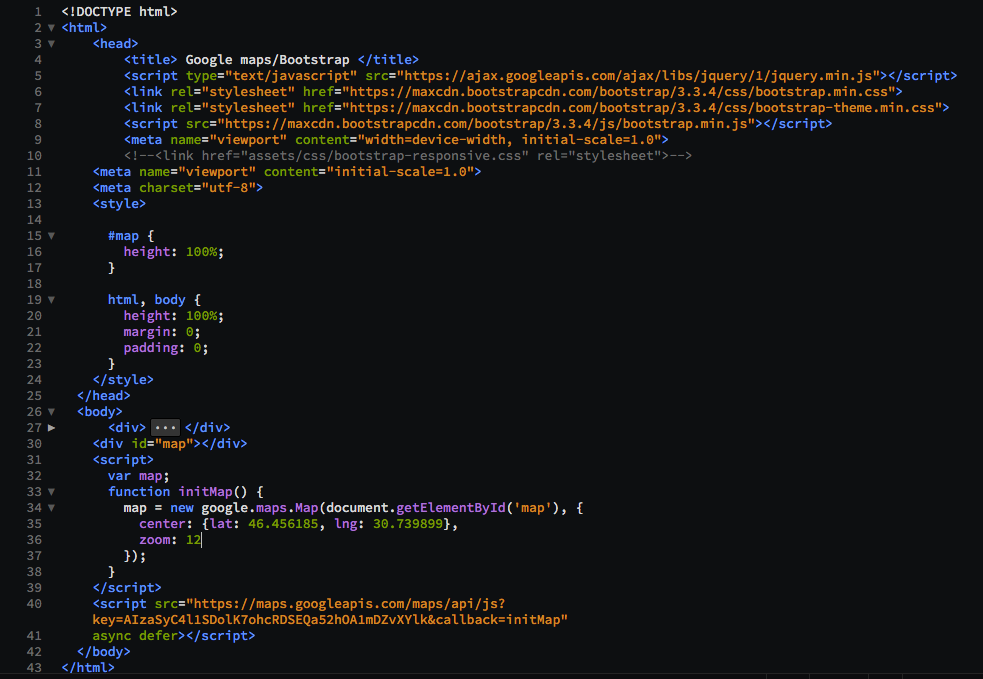 1 <!DOCTYPE html>
2 <html>
3 <head>
4 <title> Google maps/Bootstrap </title>
5 <script type="text/javascript" src="https://ajax.googleapis.com/ajax/libs/jquery/1/jquery.min.js"></script>
6 <link rel="stylesheet" href="https://maxcdn.bootstrapcdn.com/bootstrap/3.3.4/css/bootstrap.min.css">
7 <link rel="stylesheet" href="https://maxcdn.bootstrapcdn.com/bootstrap/3.3.4/css/bootstrap-theme.min.css">
8 <script src="https://maxcdn.bootstrapcdn.com/bootstrap/3.3.4/js/bootstrap.min.js"></script>
9 <meta name="viewport" content="width=device-width, initial-scale=1.0">
10 <!--<link href="assets/css/bootstrap-responsive.css" rel="stylesheet">-->
11 <meta name="viewport" content="initial-scale=1.0">
12 <meta charset="utf-8">
13 <style>
14
15 #map {
16 height: 100%;
17 }
18
19 html, body {
20 height: 100%;
21 margin: 0;
22 padding: 0;
23 }
24 </style>
25 </head>
26 <body>
27 <div> ... </div>
30 <div id="map"></div>
31 <script>
32 var map;
33 function initMap() {
34 map = new google.maps.Map(document.getElementById('map'), {
35 center: {lat: 46.456185, lng: 30.739899},
36 zoom: 12
37 });
38 }
39 </script>
40 <script src="https://maps.googleapis.com/maps/api/js?
key=AIzaSyC4l1SDolK7ohcRDSEQa52hOA1mDZvXYlk&callback=initMap"
41 async defer></script>
42 </body>
43 </html>